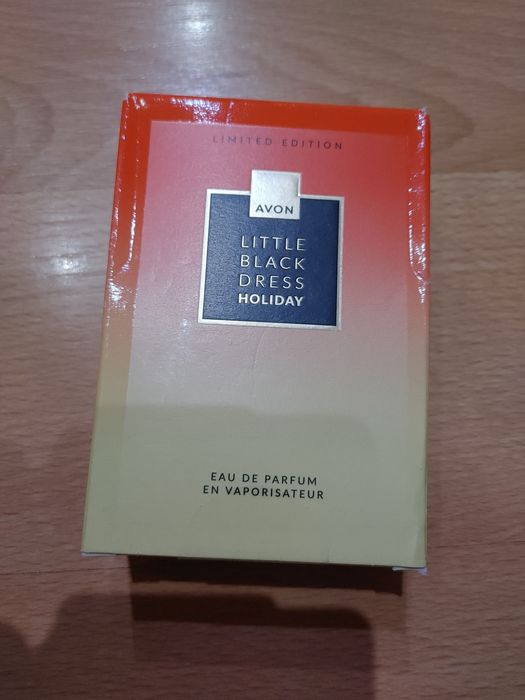 LIMITED EDITION
AVON
LITTLE
BLACK
DRESS
HOLIDAY
EAU DE PARFUM
EN VAPORISATEUR